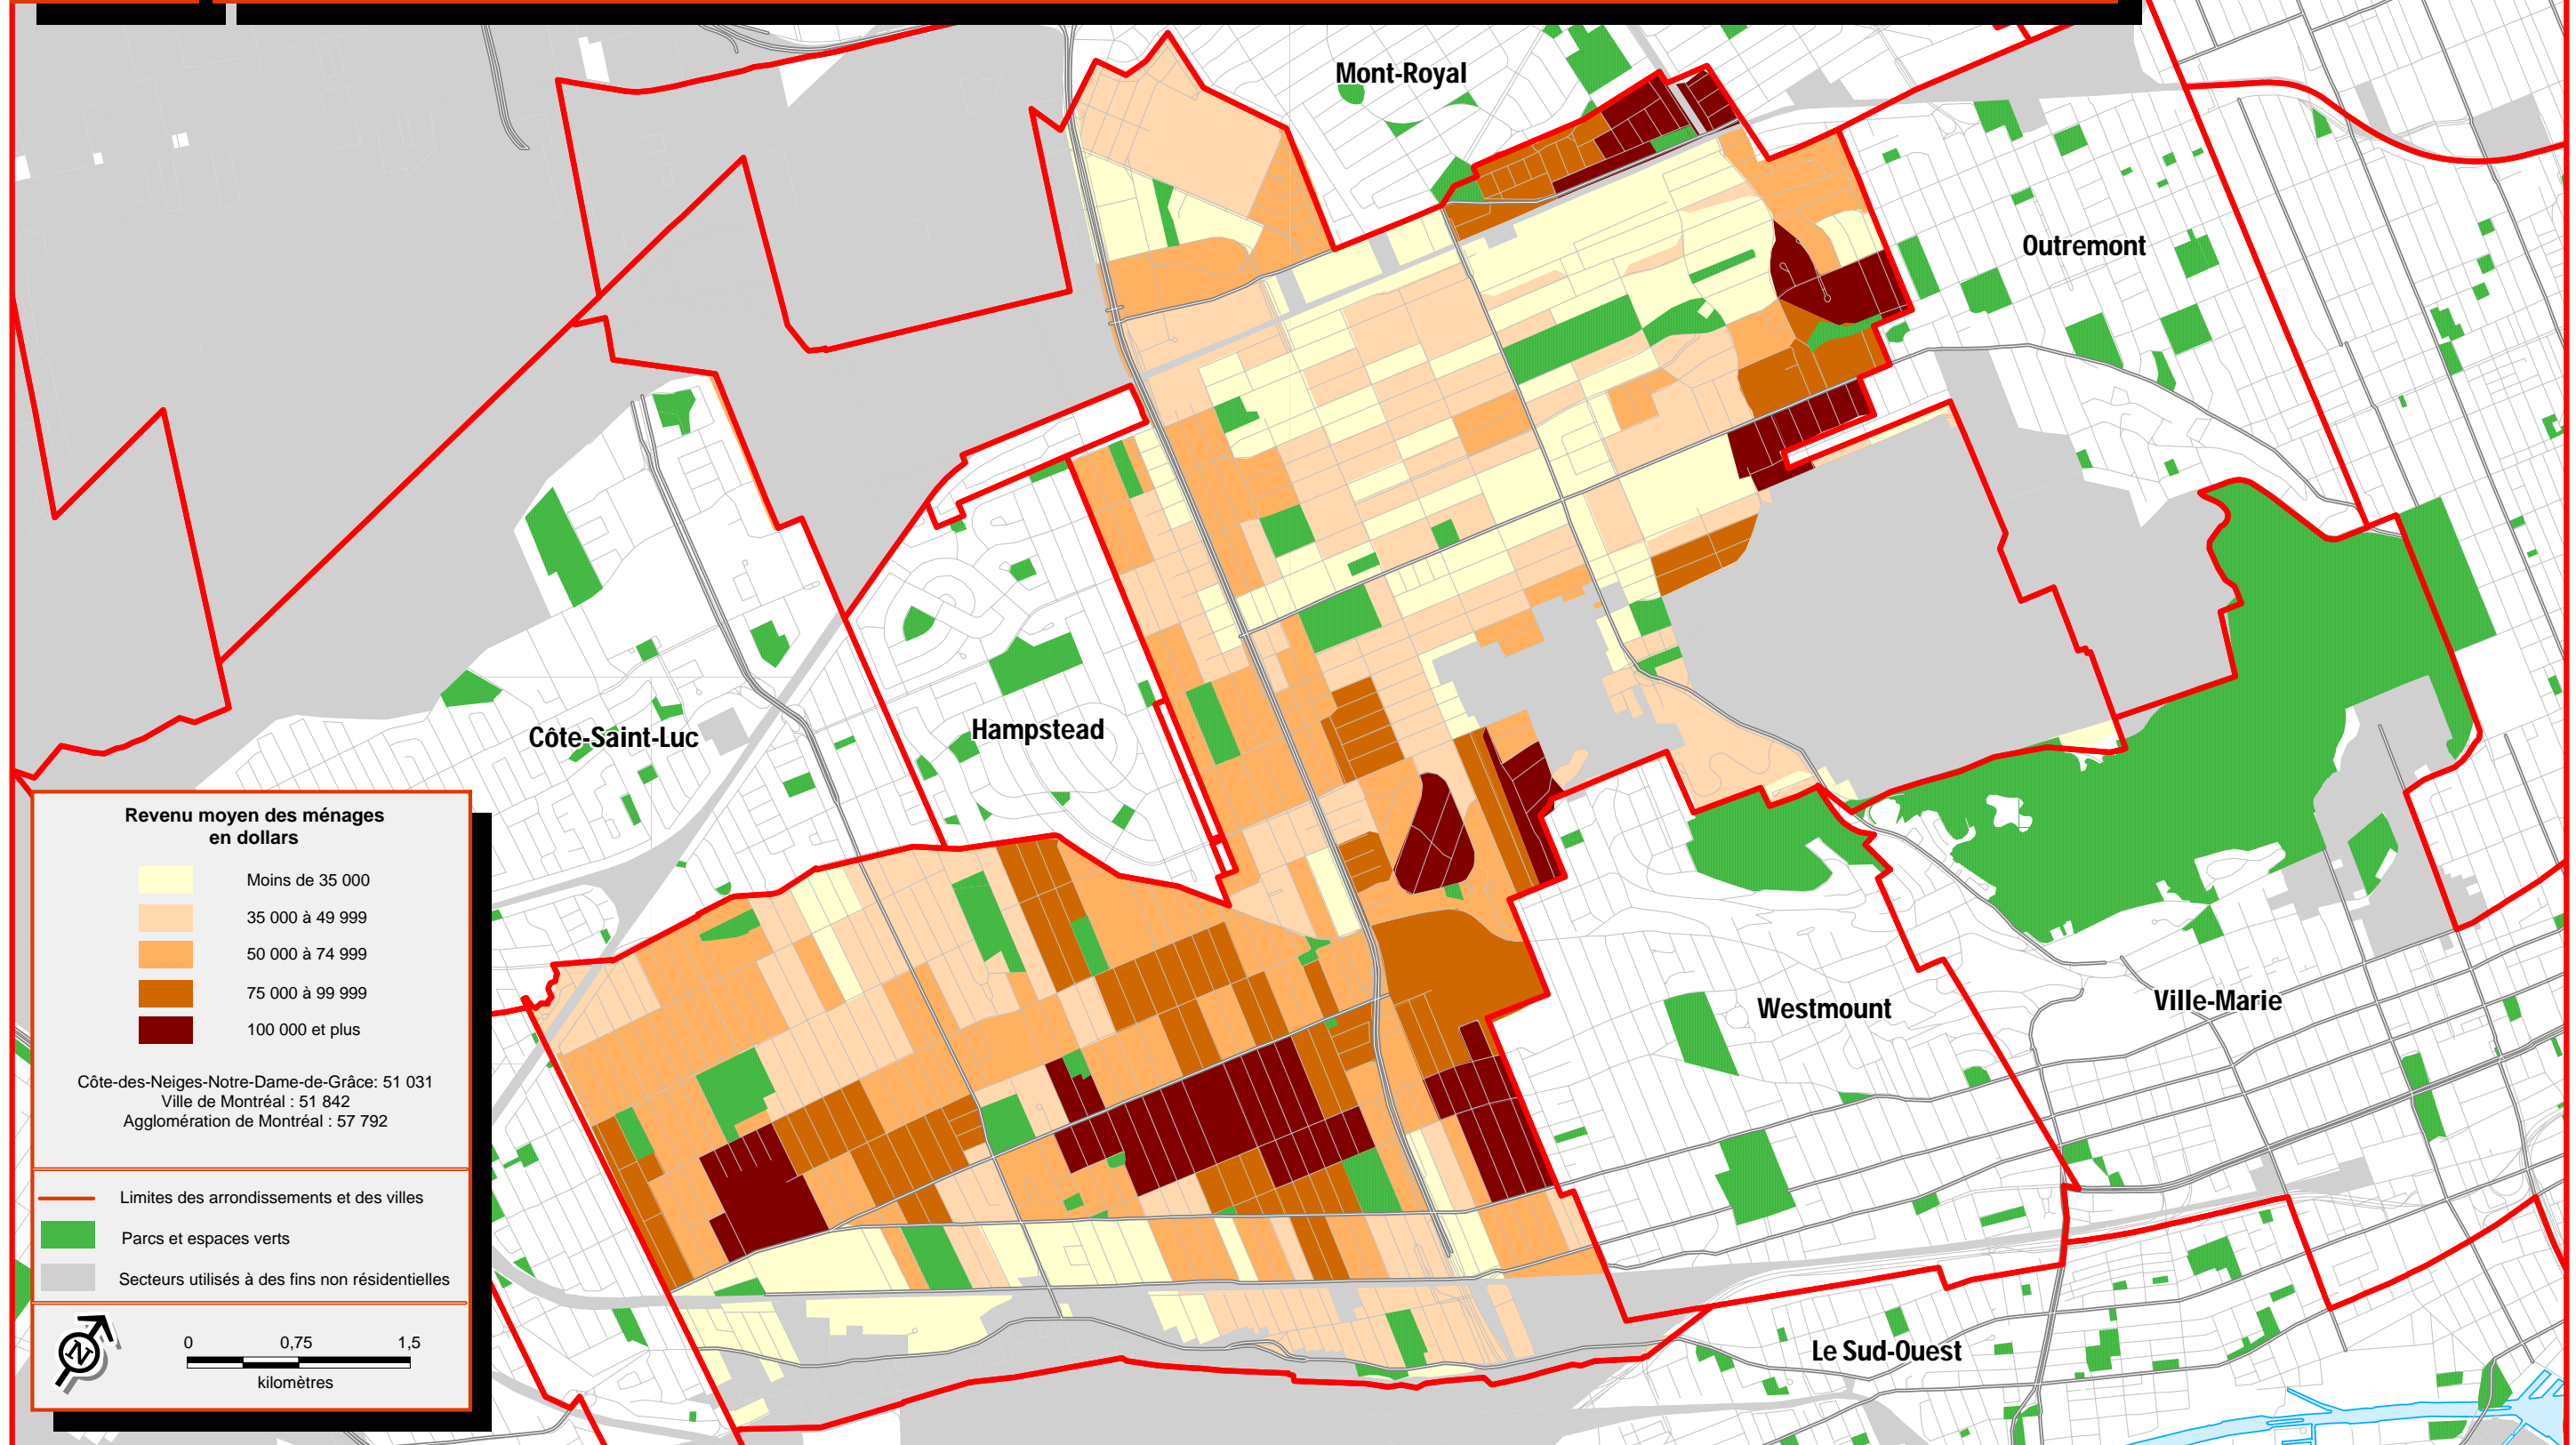 Mont-Royal
Outremont
Côte-Saint-Luc
Hampstead
Westmount
Ville-Marie
Le Sud-Ouest
Revenu moyen des ménages
en dollars
Moins de 35 000
35 000 à 49 999
50 000 à 74 999
75 000 à 99 999
100 000 et plus
Côte-des-Neiges-Notre-Dame-de-Grâce: 51 031
Ville de Montréal : 51 842
Agglomération de Montréal : 57 792
Limites des arrondissements et des villes
Parcs et espaces verts
Secteurs utilisés à des fins non résidentielles
N
0 0,75 1,5
kilomètres